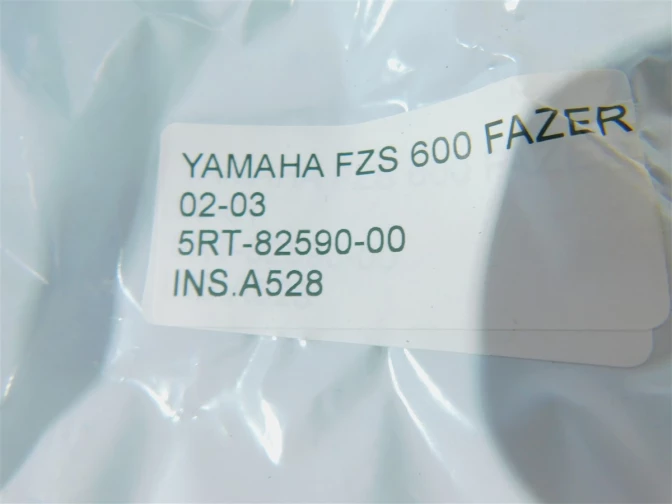 YAMAHA FZS 600 FAZER
02-03
5RT-82590-00
INS.A528